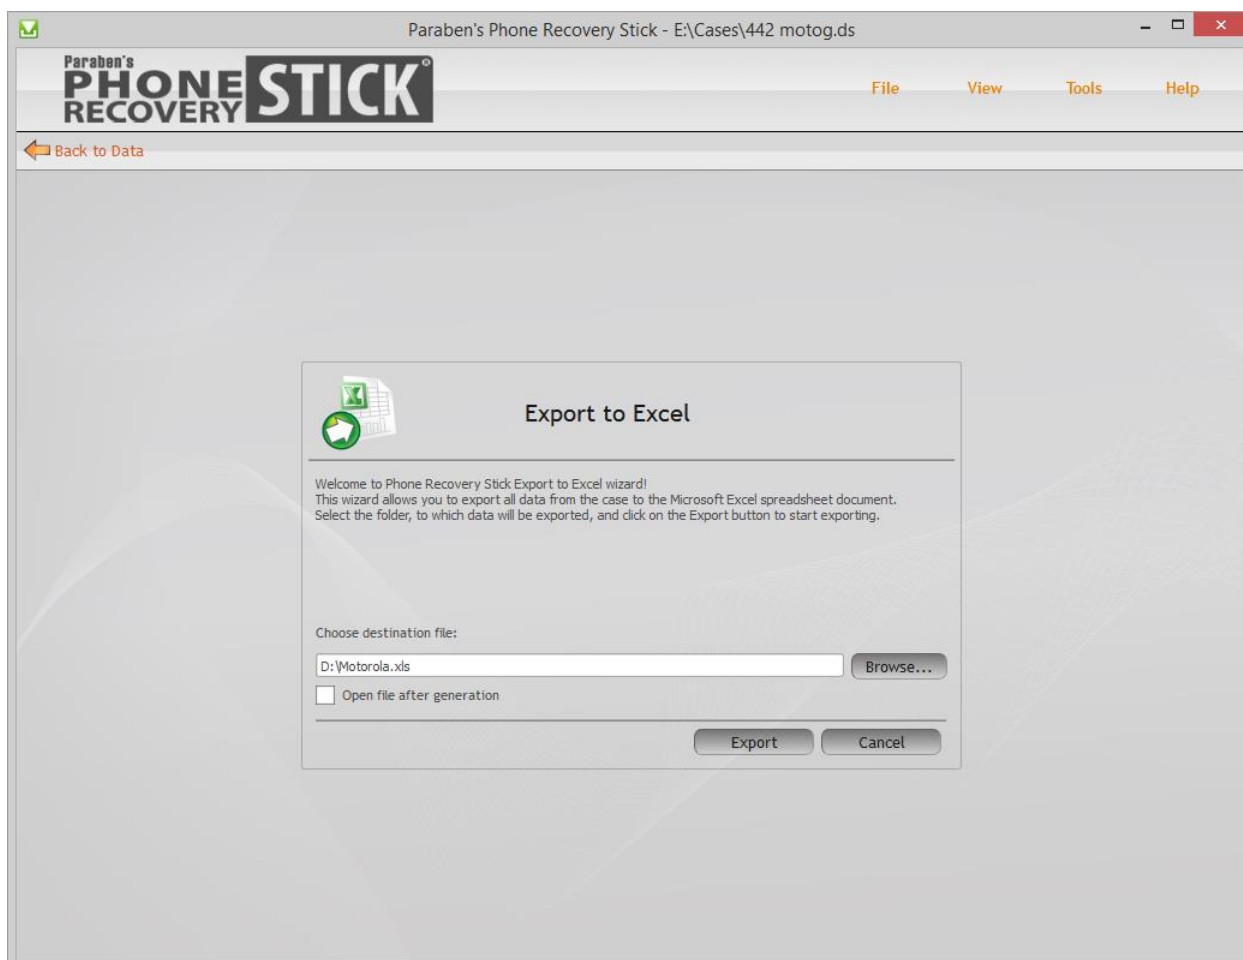 Paraben's Phone Recovery Stick - E:\Cases\442 motog.ds
Paraben's
PHONE RECOVERY STICK®
File View Tools Help
Back to Data
Export to Excel
Welcome to Phone Recovery Stick Export to Excel wizard!
This wizard allows you to export all data from the case to the Microsoft Excel spreadsheet document.
Select the folder, to which data will be exported, and click on the Export button to start exporting.
Choose destination file:
D:\Motorola.xls Browse...
Open file after generation
Export Cancel